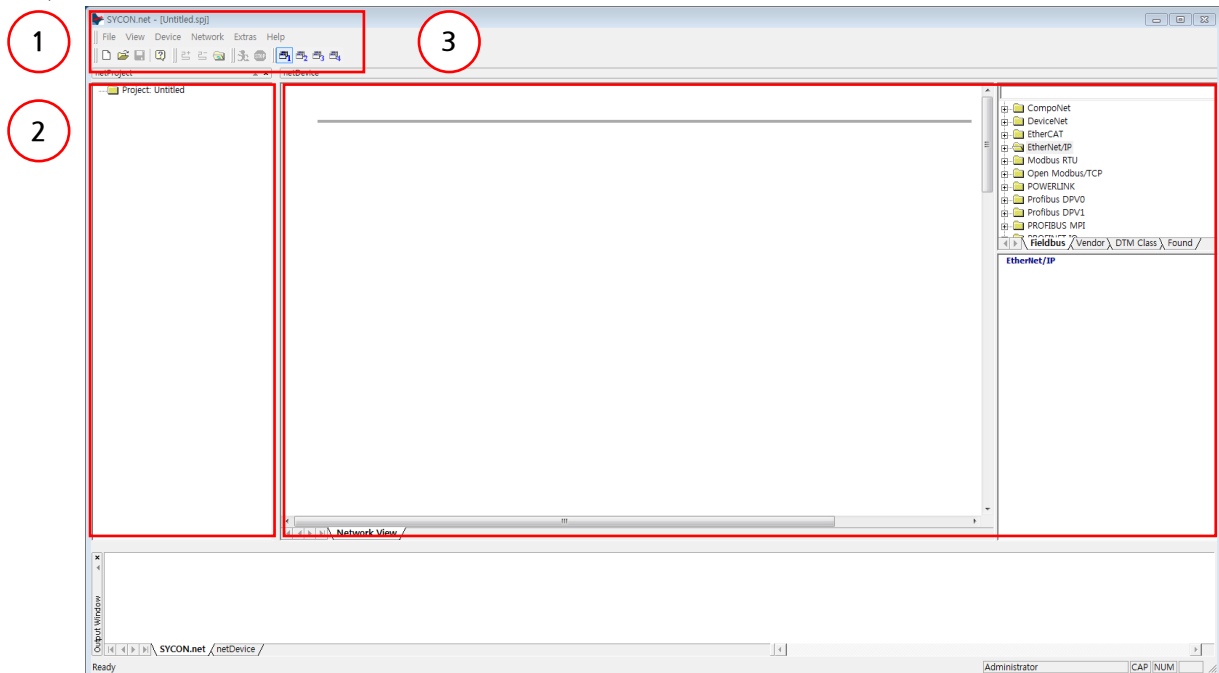 1
SYCON.net - [Untitled.spj]
File View Device Network Extras Help
3
netProject
netDevice
2
Project: Untitled
CompoNet
DeviceNet
EtherCAT
EtherNet/IP
Modbus RTU
Open Modbus/TCP
POWERLINK
Profibus DPV0
Profibus DPV1
PROFIBUS MPI
PROFINET IO
Fieldbus Vendor DTM Class Found
EtherNet/IP
Network View
Output Window
SYCON.net netDevice
Ready
Administrator CAP NUM